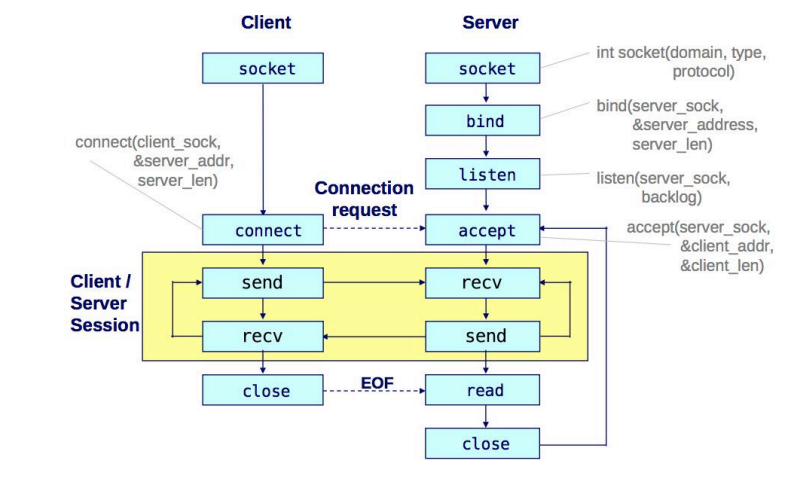 Client
Server
socket
socket
int socket(domain, type,
protocol)
bind
bind(server_sock,
&server_address,
server_len)
connect(client_sock,
&server_addr,
server_len)
listen
listen(server_sock,
backlog)
Connection
request
connect
accept
accept(server_sock,
&client_addr,
&client_len)
Client /
Server
Session
send
recv
recv
send
close
EOF
read
close